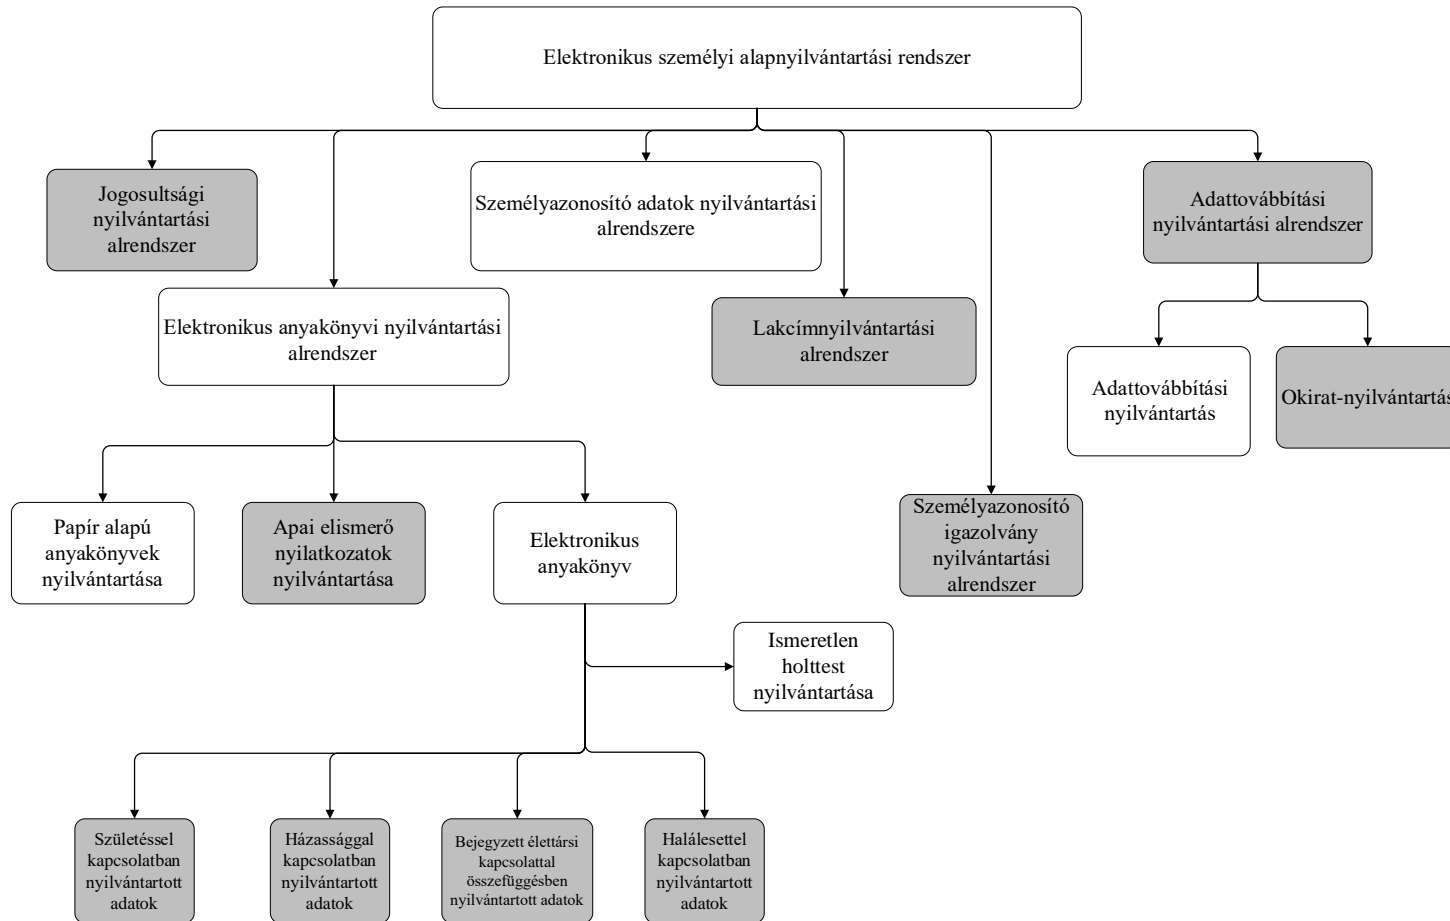 Elektronikus személyi alapnyilvántartási rendszer
Jogosultsági
nyilvántartási
alrendszer
Személyazonosító adatok nyilvántartási
alrendszere
Adattovábbítási
nyilvántartási alrendszer
Elektronikus anyakönyvi nyilvántartási
alrendszer
Lakcímnyilvántartási
alrendszer
Adattovábbítási
nyilvántartás
Okirat-nyilvántartás
Papír alapú
anyakönyvek
nyilvántartása
Apai elismerő
nyilatkozatok
nyilvántartása
Elektronikus
anyakönyv
Személyazonosító
igazolvány
nyilvántartási
alrendszer
Ismeretlen
holttest
nyilvántartása
Születéssel
kapcsolatban
nyilvántartott
adatok
Házassággal
kapcsolatban
nyilvántartott
adatok
Bejegyzett élettársi
kapcsolattal
összefüggésben
nyilvántartott adatok
Halálesettel
kapcsolatban
nyilvántartott
adatok